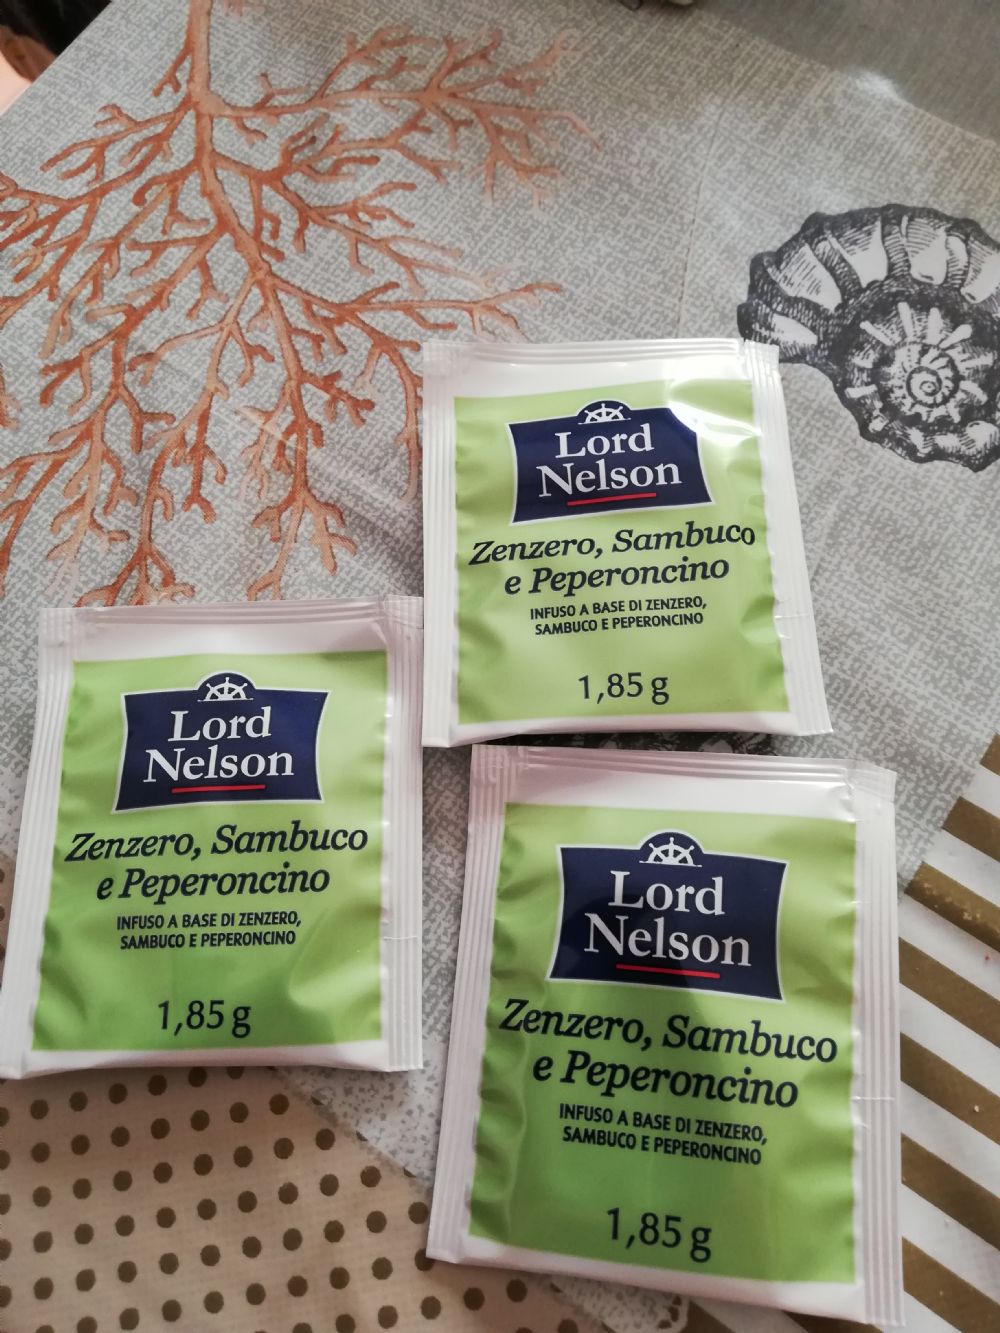 Lord
Nelson
Zenzero, Sambuco
e Peperoncino
INFUSO A BASE DI ZENZERO,
SAMBUCO E PEPERONCINO
1,85 g
Lord
Nelson
Zenzero, Sambuco
e Peperoncino
INFUSO A BASE DI ZENZERO,
SAMBUCO E PEPERONCINO
1,85 g
Lord
Nelson
Zenzero, Sambuco
e Peperoncino
INFUSO A BASE DI ZENZERO,
SAMBUCO E PEPERONCINO
1,85 g